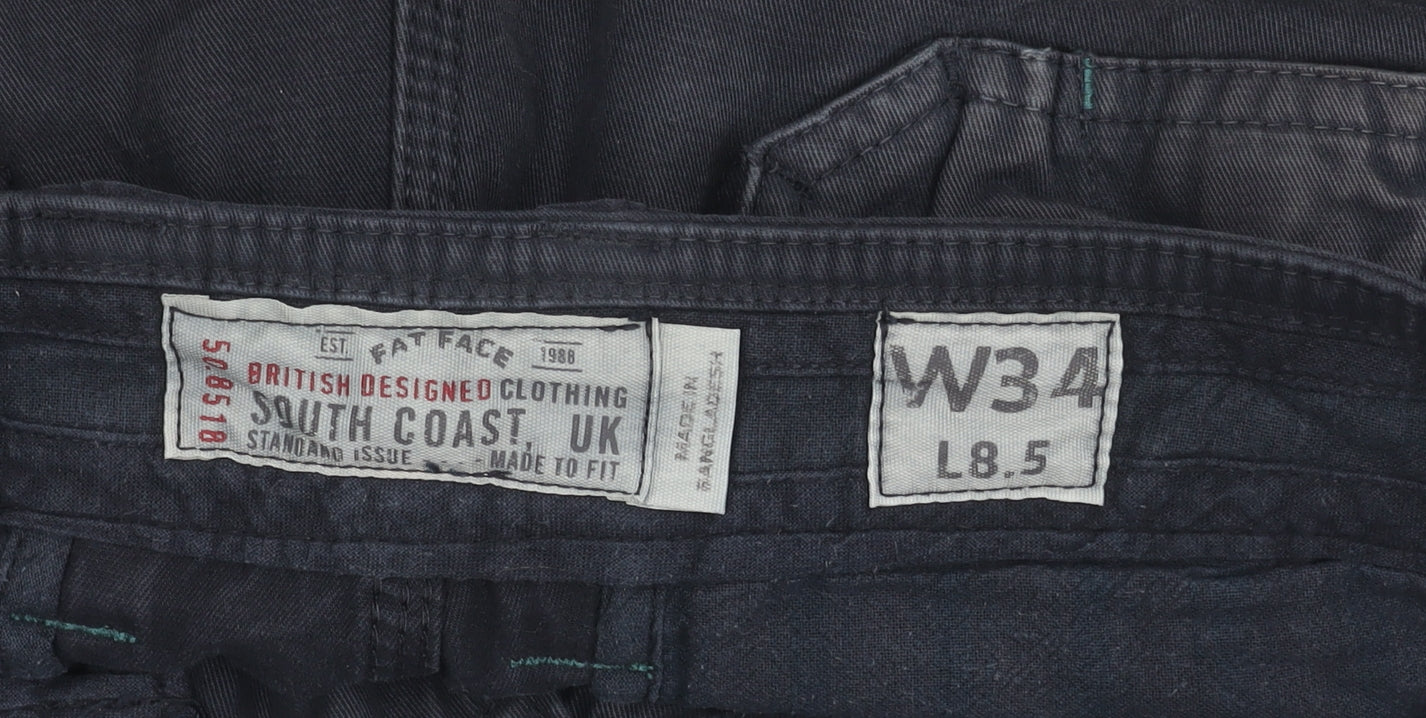 EST. FAT FACE 1988
BRITISH DESIGNED CLOTHING
SOUTH COAST, UK
STANDARD ISSUE - MADE TO FIT
508518
MADE IN
BANGLADESH
W34
L8.5